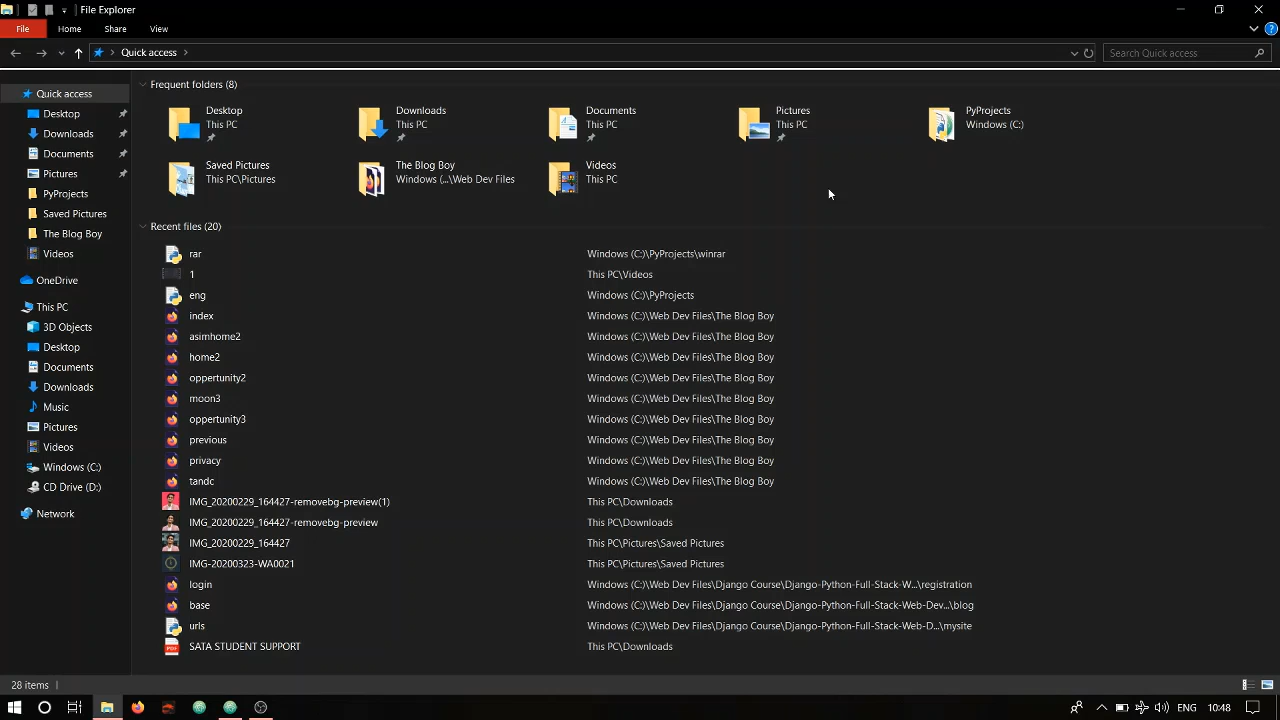 File Explorer
File Home Share View
Quick access
Search Quick access
Quick access
Desktop
Downloads
Documents
Pictures
PyProjects
Saved Pictures
The Blog Boy
Videos
OneDrive
This PC
3D Objects
Desktop
Documents
Downloads
Music
Pictures
Videos
Windows (C:)
CD Drive (D:)
Network
Frequent folders (8)
Desktop
This PC
Downloads
This PC
Documents
This PC
Pictures
This PC
PyProjects
Windows (C:)
Saved Pictures
This PC\Pictures
The Blog Boy
Windows (...\Web Dev Files
Videos
This PC
Recent files (20)
rar Windows (C:)\PyProjects\winrar
1 This PC\Videos
eng Windows (C:)\PyProjects
index Windows (C:)\Web Dev Files\The Blog Boy
asimhome2 Windows (C:)\Web Dev Files\The Blog Boy
home2 Windows (C:)\Web Dev Files\The Blog Boy
oppertunity2 Windows (C:)\Web Dev Files\The Blog Boy
moon3 Windows (C:)\Web Dev Files\The Blog Boy
oppertunity3 Windows (C:)\Web Dev Files\The Blog Boy
previous Windows (C:)\Web Dev Files\The Blog Boy
privacy Windows (C:)\Web Dev Files\The Blog Boy
tandc Windows (C:)\Web Dev Files\The Blog Boy
IMG_20200229_164427-removebg-preview(1) This PC\Downloads
IMG_20200229_164427-removebg-preview This PC\Downloads
IMG_20200229_164427 This PC\Pictures\Saved Pictures
IMG-20200323-WA0021 This PC\Pictures\Saved Pictures
login Windows (C:)\Web Dev Files\Django Course\Django-Python-Full-Stack-W...\registration
base Windows (C:)\Web Dev Files\Django Course\Django-Python-Full-Stack-Web-Dev...\blog
urls Windows (C:)\Web Dev Files\Django Course\Django-Python-Full-Stack-Web-D...\mysite
SATA STUDENT SUPPORT This PC\Downloads
28 items
ENG 10:48